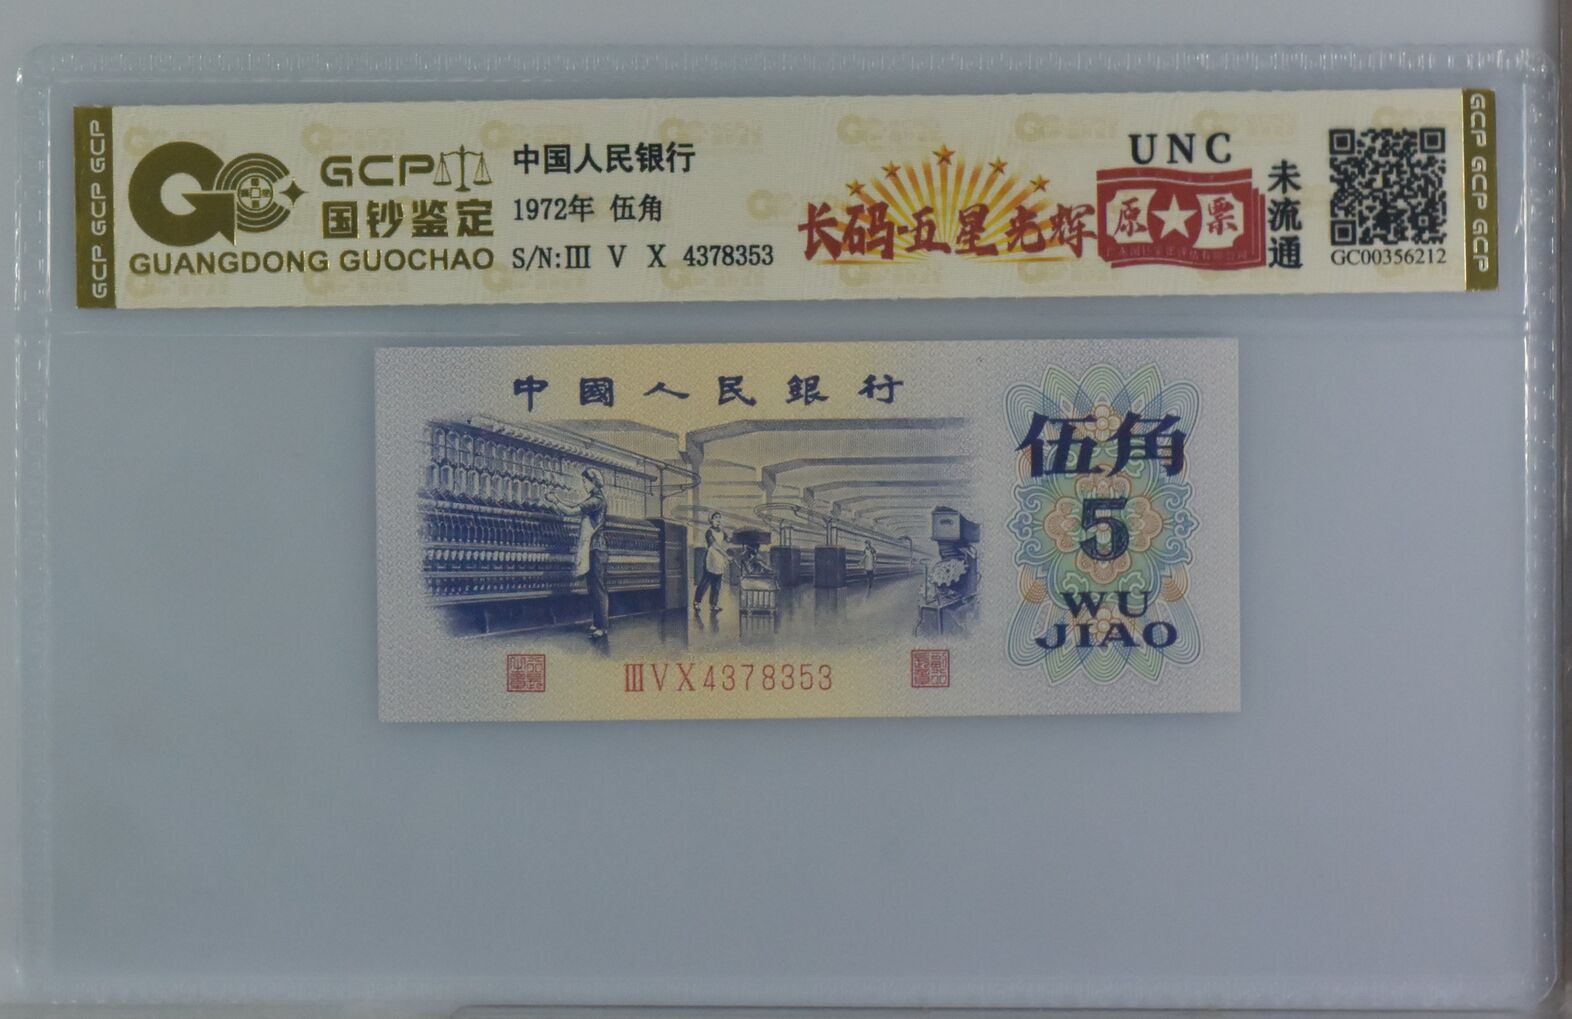 GCP GCP GCP
GCP
国钞鉴定
GUANGDONG GUOCHAO
中国人民银行
1972年 伍角
S/N:Ⅲ V X 4378353
长码·五星光辉
UNC
原★票
未流通
GC00356212
GCP GCP GCP
中國人民銀行
伍角
5
WU
JIAO
ⅢVX4378353